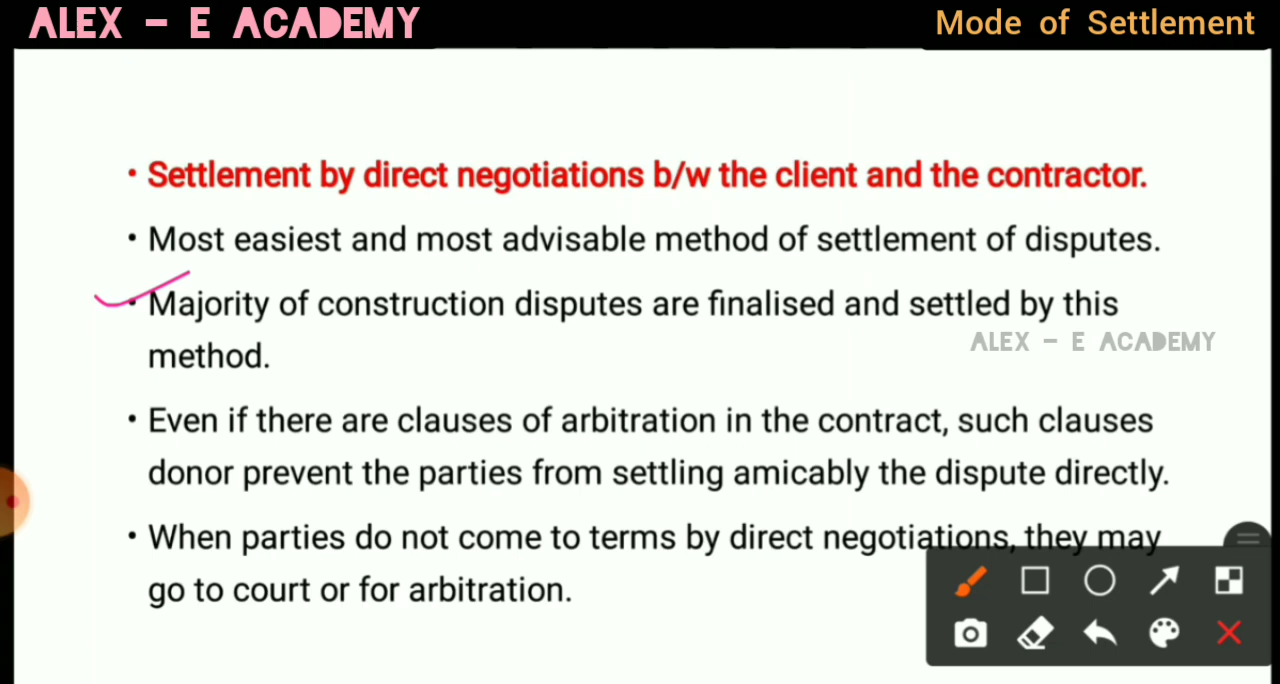 ALEX - E ACADEMY
Mode of Settlement
• Settlement by direct negotiations b/w the client and the contractor.
• Most easiest and most advisable method of settlement of disputes.
• Majority of construction disputes are finalised and settled by this
method.
ALEX - E ACADEMY
• Even if there are clauses of arbitration in the contract, such clauses
donor prevent the parties from settling amicably the dispute directly.
• When parties do not come to terms by direct negotiations, they may
go to court or for arbitration.